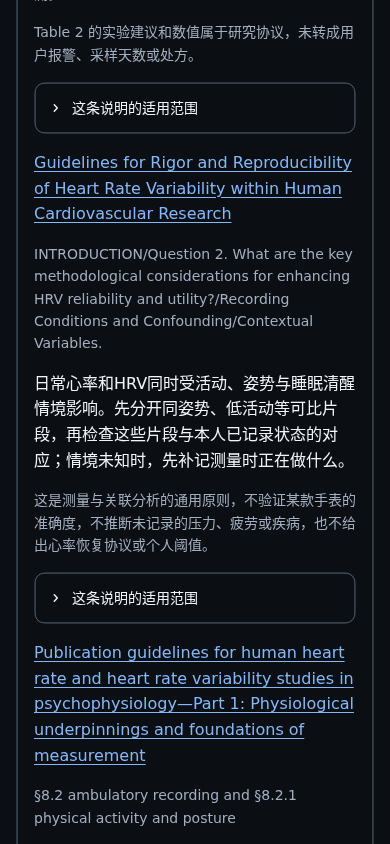 Table 2 的实验建议和数值属于研究协议，未转成用
户报警、采样天数或处方。
› 这条说明的适用范围
Guidelines for Rigor and Reproducibility
of Heart Rate Variability within Human
Cardiovascular Research
INTRODUCTION/Question 2. What are the key
methodological considerations for enhancing
HRV reliability and utility?/Recording
Conditions and Confounding/Contextual
Variables.
日常心率和HRV同时受活动、姿势与睡眠清醒
情境影响。先分开同姿势、低活动等可比片
段，再检查这些片段与本人已记录状态的对
应；情境未知时，先补记测量时正在做什么。
这是测量与关联分析的通用原则，不验证某款手表的
准确度，不推断未记录的压力、疲劳或疾病，也不给
出心率恢复协议或个人阈值。
› 这条说明的适用范围
Publication guidelines for human heart
rate and heart rate variability studies in
psychophysiology—Part 1: Physiological
underpinnings and foundations of
measurement
§8.2 ambulatory recording and §8.2.1
physical activity and posture